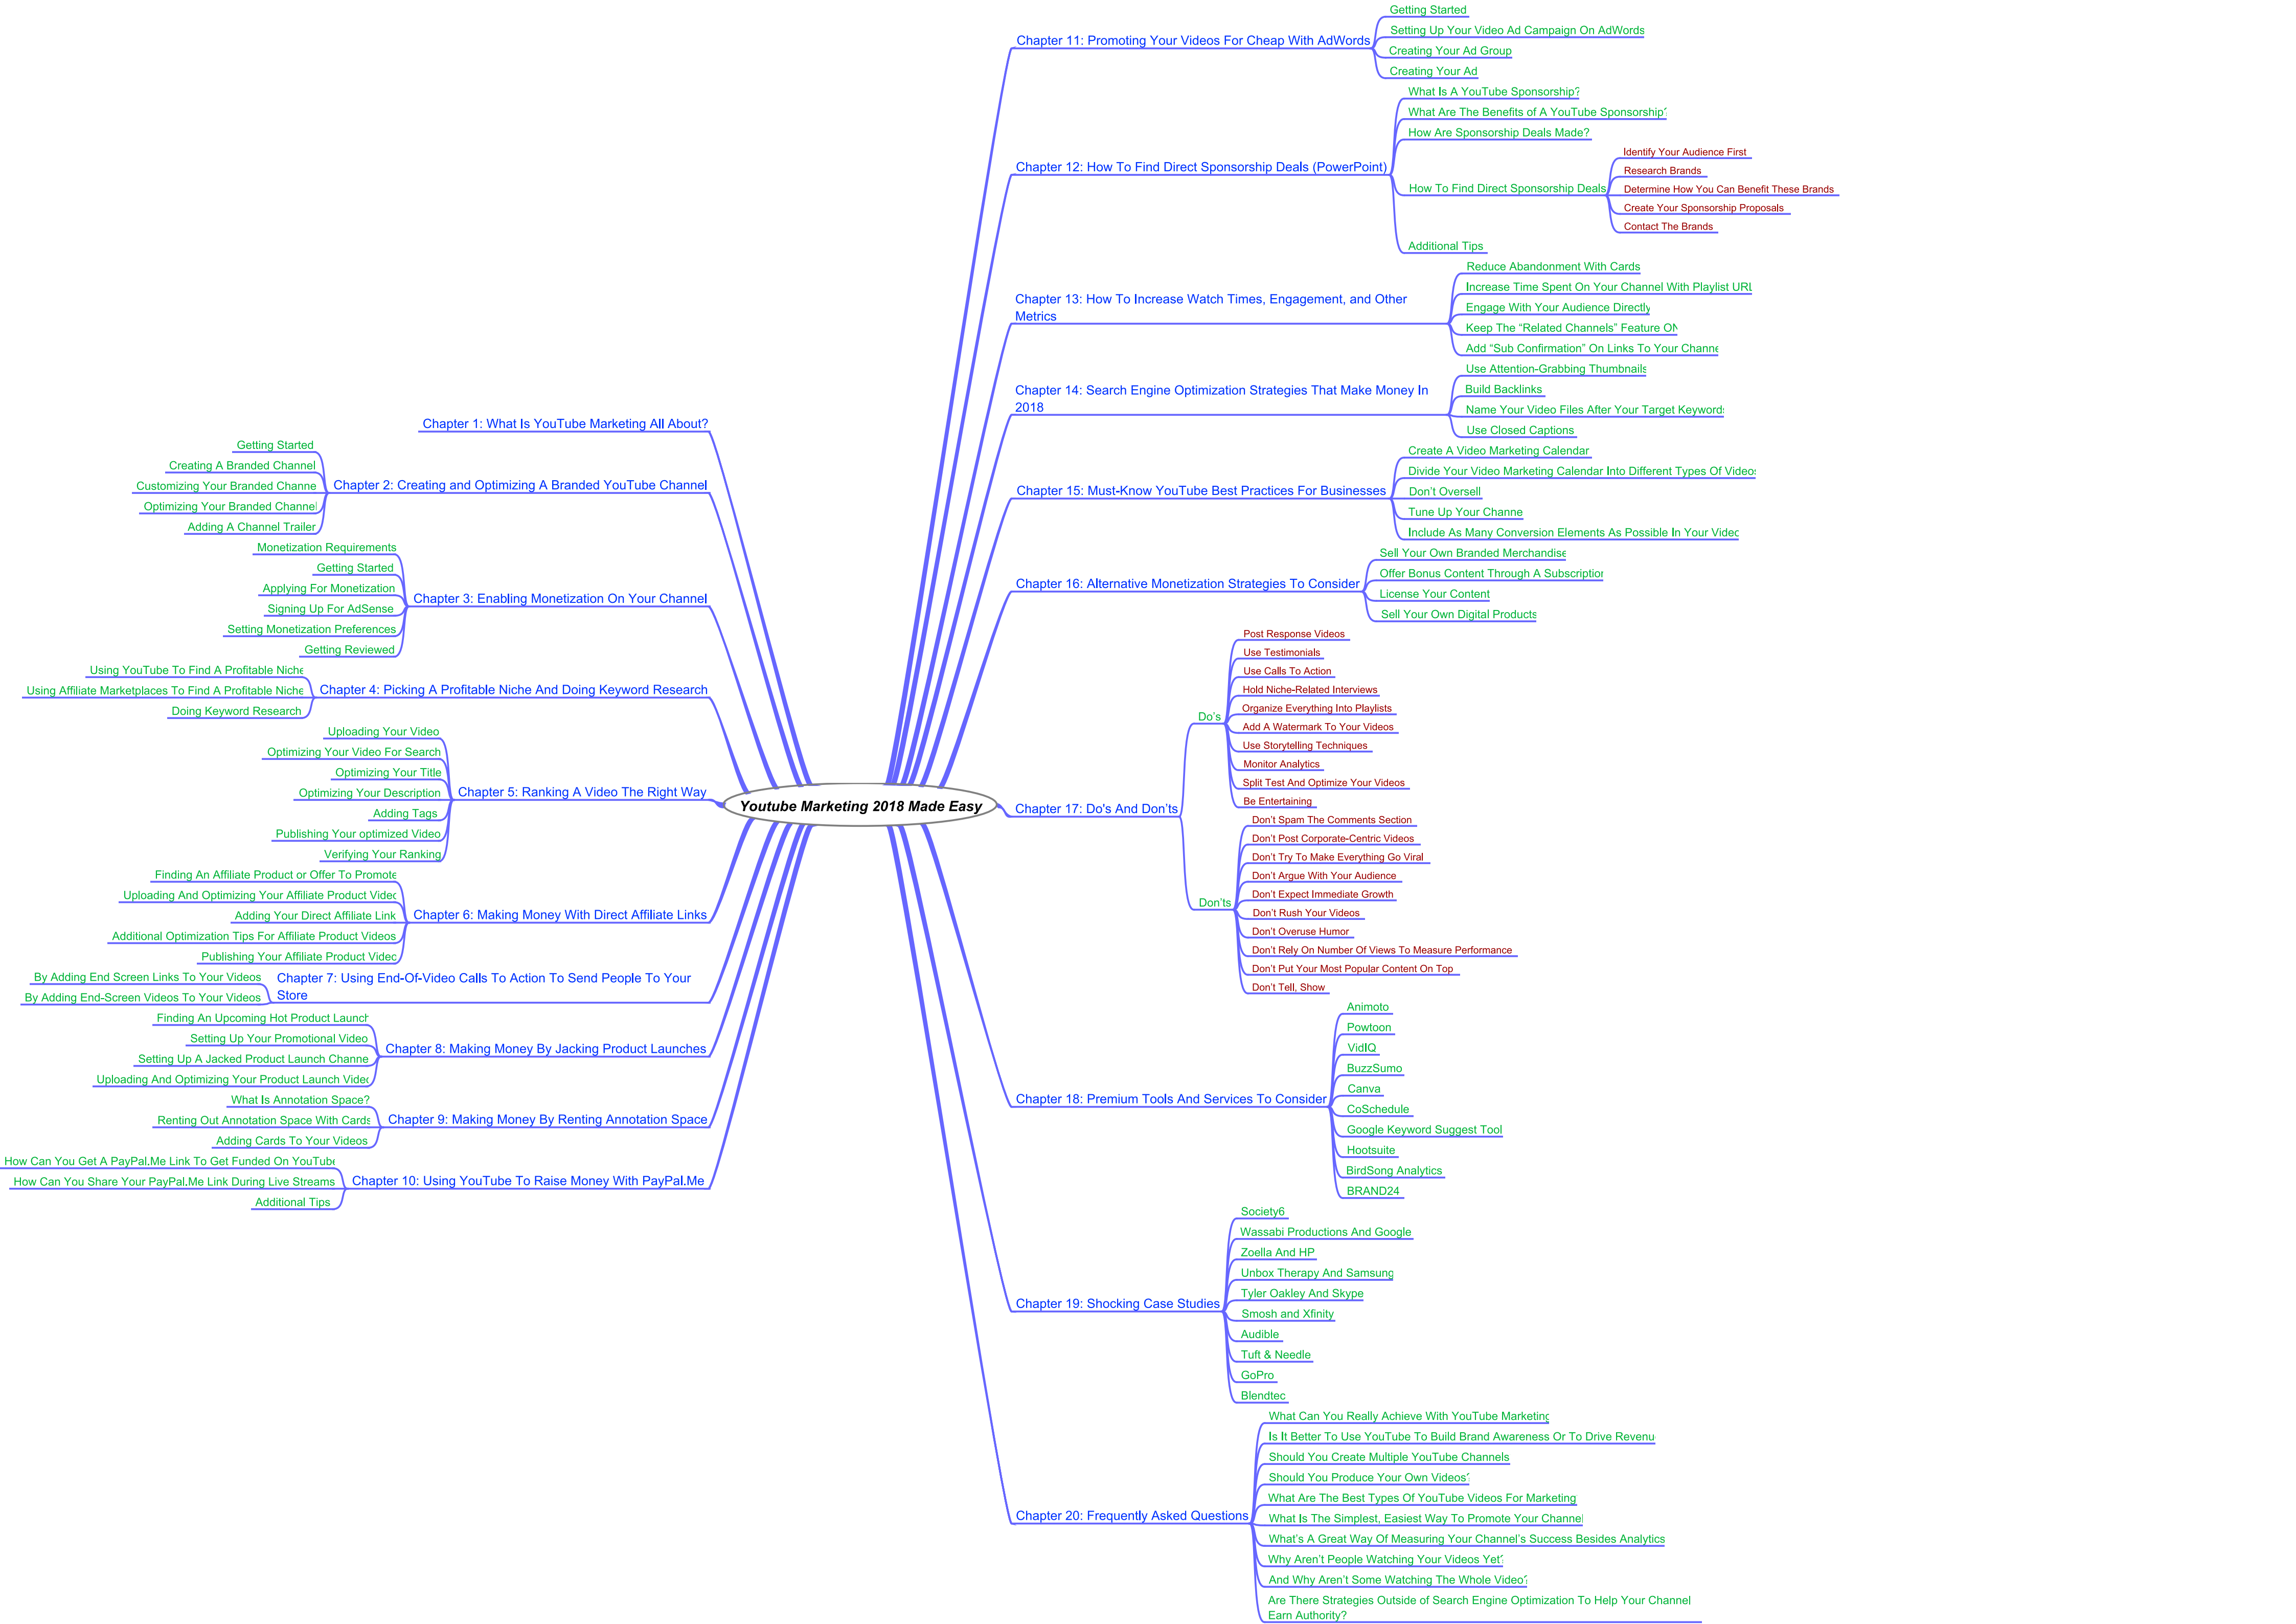 Youtube Marketing 2018 Made Easy
Chapter 1: What Is YouTube Marketing All About?
Chapter 2: Creating and Optimizing A Branded YouTube Channel
Getting Started
Creating A Branded Channel
Customizing Your Branded Channe
Optimizing Your Branded Channel
Adding A Channel Trailer
Chapter 3: Enabling Monetization On Your Channel
Monetization Requirements
Getting Started
Applying For Monetization
Signing Up For AdSense
Setting Monetization Preferences
Getting Reviewed
Chapter 4: Picking A Profitable Niche And Doing Keyword Research
Using YouTube To Find A Profitable Niche
Using Affiliate Marketplaces To Find A Profitable Niche
Doing Keyword Research
Chapter 5: Ranking A Video The Right Way
Uploading Your Video
Optimizing Your Video For Search
Optimizing Your Title
Optimizing Your Description
Adding Tags
Publishing Your optimized Video
Verifying Your Ranking
Chapter 6: Making Money With Direct Affiliate Links
Finding An Affiliate Product or Offer To Promote
Uploading And Optimizing Your Affiliate Product Video
Adding Your Direct Affiliate Link
Additional Optimization Tips For Affiliate Product Videos
Publishing Your Affiliate Product Video
Chapter 7: Using End-Of-Video Calls To Action To Send People To Your
Store
By Adding End Screen Links To Your Videos
By Adding End-Screen Videos To Your Videos
Chapter 8: Making Money By Jacking Product Launches
Finding An Upcoming Hot Product Launch
Setting Up Your Promotional Video
Setting Up A Jacked Product Launch Channe
Uploading And Optimizing Your Product Launch Video
Chapter 9: Making Money By Renting Annotation Space
What Is Annotation Space?
Renting Out Annotation Space With Cards
Adding Cards To Your Videos
Chapter 10: Using YouTube To Raise Money With PayPal.Me
How Can You Get A PayPal.Me Link To Get Funded On YouTube
How Can You Share Your PayPal.Me Link During Live Streams
Additional Tips
Chapter 11: Promoting Your Videos For Cheap With AdWords
Getting Started
Setting Up Your Video Ad Campaign On AdWords
Creating Your Ad Group
Creating Your Ad
Chapter 12: How To Find Direct Sponsorship Deals (PowerPoint)
What Is A YouTube Sponsorship?
What Are The Benefits of A YouTube Sponsorship?
How Are Sponsorship Deals Made?
How To Find Direct Sponsorship Deals
Identify Your Audience First
Research Brands
Determine How You Can Benefit These Brands
Create Your Sponsorship Proposals
Contact The Brands
Additional Tips
Chapter 13: How To Increase Watch Times, Engagement, and Other
Metrics
Reduce Abandonment With Cards
Increase Time Spent On Your Channel With Playlist URL
Engage With Your Audience Directly
Keep The “Related Channels” Feature ON
Add “Sub Confirmation” On Links To Your Channe
Chapter 14: Search Engine Optimization Strategies That Make Money In
2018
Use Attention-Grabbing Thumbnails
Build Backlinks
Name Your Video Files After Your Target Keywords
Use Closed Captions
Chapter 15: Must-Know YouTube Best Practices For Businesses
Create A Video Marketing Calendar
Divide Your Video Marketing Calendar Into Different Types Of Videos
Don’t Oversell
Tune Up Your Channe
Include As Many Conversion Elements As Possible In Your Video
Chapter 16: Alternative Monetization Strategies To Consider
Sell Your Own Branded Merchandise
Offer Bonus Content Through A Subscription
License Your Content
Sell Your Own Digital Products
Chapter 17: Do's And Don’ts
Do’s
Post Response Videos
Use Testimonials
Use Calls To Action
Hold Niche-Related Interviews
Organize Everything Into Playlists
Add A Watermark To Your Videos
Use Storytelling Techniques
Monitor Analytics
Split Test And Optimize Your Videos
Be Entertaining
Don’ts
Don’t Spam The Comments Section
Don’t Post Corporate-Centric Videos
Don’t Try To Make Everything Go Viral
Don’t Argue With Your Audience
Don’t Expect Immediate Growth
Don’t Rush Your Videos
Don’t Overuse Humor
Don’t Rely On Number Of Views To Measure Performance
Don’t Put Your Most Popular Content On Top
Don’t Tell, Show
Chapter 18: Premium Tools And Services To Consider
Animoto
Powtoon
VidIQ
BuzzSumo
Canva
CoSchedule
Google Keyword Suggest Tool
Hootsuite
BirdSong Analytics
BRAND24
Chapter 19: Shocking Case Studies
Society6
Wassabi Productions And Google
Zoella And HP
Unbox Therapy And Samsung
Tyler Oakley And Skype
Smosh and Xfinity
Audible
Tuft & Needle
GoPro
Blendtec
Chapter 20: Frequently Asked Questions
What Can You Really Achieve With YouTube Marketing
Is It Better To Use YouTube To Build Brand Awareness Or To Drive Revenu
Should You Create Multiple YouTube Channels
Should You Produce Your Own Videos?
What Are The Best Types Of YouTube Videos For Marketing
What Is The Simplest, Easiest Way To Promote Your Channel
What’s A Great Way Of Measuring Your Channel’s Success Besides Analytics
Why Aren’t People Watching Your Videos Yet?
And Why Aren’t Some Watching The Whole Video?
Are There Strategies Outside of Search Engine Optimization To Help Your Channel
Earn Authority?